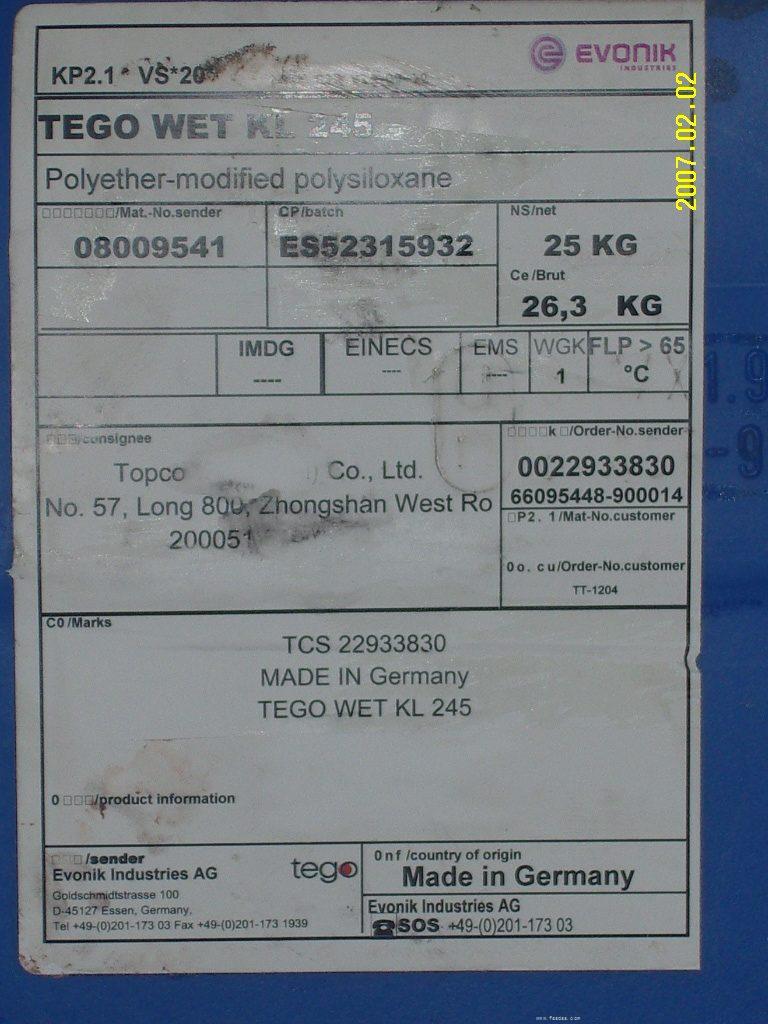 KP2.1* VS*20
EVONIK
INDUSTRIES
TEGO WET KL 245
Polyether-modified polysiloxane
□□□□□□□/Mat.-No.sender
CP/batch
NS/net
08009541
ES52315932
25 KG
Ce/Brut
26,3 KG
IMDG
EINECS
EMS
WGK
FLP > 65
----
----
----
1
°C
□□□/consignee
□□□□k□/Order-No.sender
Topco
Co., Ltd.
0022933830
No. 57, Long 800, Zhongshan West Ro
66095448-900014
200051
□P2. 1/Mat-No.customer
0o. cu/Order-No.customer
TT-1204
C0/Marks
TCS 22933830
MADE IN Germany
TEGO WET KL 245
0□□□/product information
□□□/sender
Evonik Industries AG
tego
Goldschmidtstrasse 100
D-45127 Essen, Germany,
Tel +49-(0)201-173 03 Fax +49-(0)201-173 1939
0nf/country of origin
Made in Germany
Evonik Industries AG
SOS +49-(0)201-173 03
2007.02.02